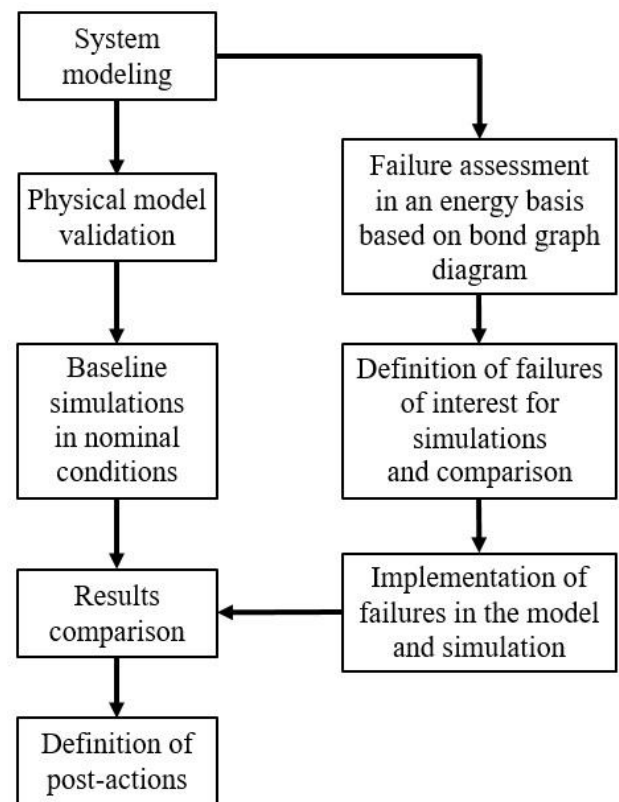 System
modeling
Physical model
validation
Baseline
simulations
in nominal
conditions
Results
comparison
Definition of
post-actions
Failure assessment
in an energy basis
based on bond graph
diagram
Definition of failures
of interest for
simulations
and comparison
Implementation of
failures in the model
and simulation